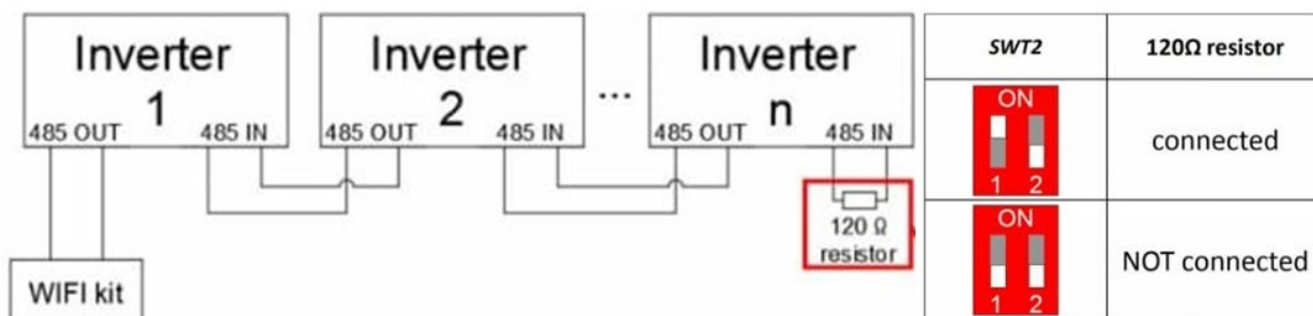 Inverter
1
485 OUT
485 IN
Inverter
2
485 OUT
485 IN
...
Inverter
n
485 OUT
485 IN
120 Ω
resistor
WIFI kit
SWT2
120Ω resistor
ON
1 2
connected
ON
1 2
NOT connected